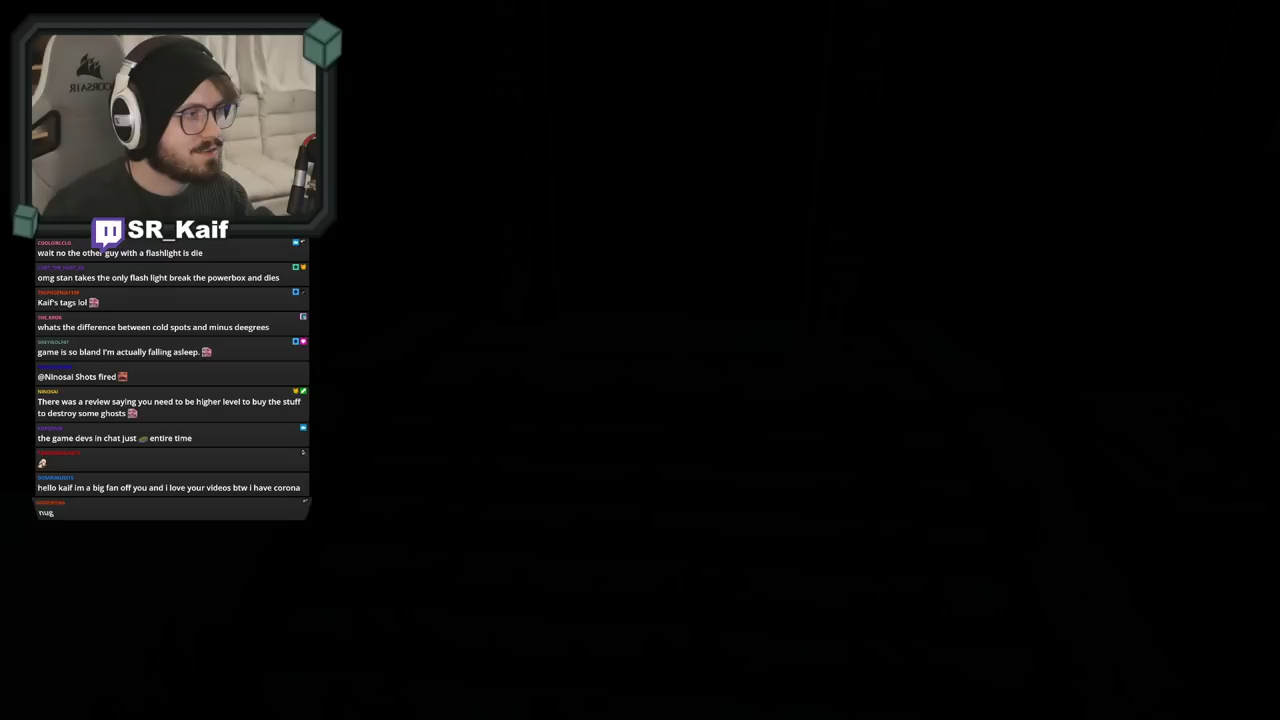 CORSAIR
SR_Kaif
COOLGIRLCLO
wait no the other guy with a flashlight is die
omg stan takes the only flash light break the powerbox and dies
Kaif's tags lol
whats the difference between cold spots and minus deegrees
GREYWOLF47
game is so bland I'm actually falling asleep.
@Ninosai Shots fired
NINOSAI
There was a review saying you need to be higher level to buy the stuff
to destroy some ghosts
the game devs in chat just entire time
hello kaif im a big fan off you and i love your videos btw i have corona
nug